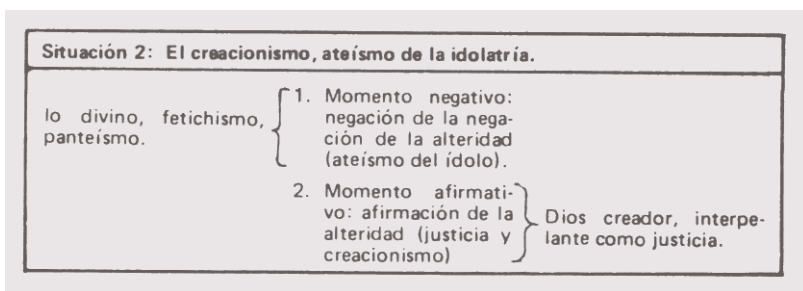 Situación 2: El creacionismo, ateísmo de la idolatría.
lo divino, fetichismo,
panteísmo.
1. Momento negativo:
negación de la nega-
ción de la alteridad
(ateísmo del ídolo).
2. Momento afirmati-
vo: afirmación de la
alteridad (justicia y
creacionismo)
Dios creador, interpe-
lante como justicia.